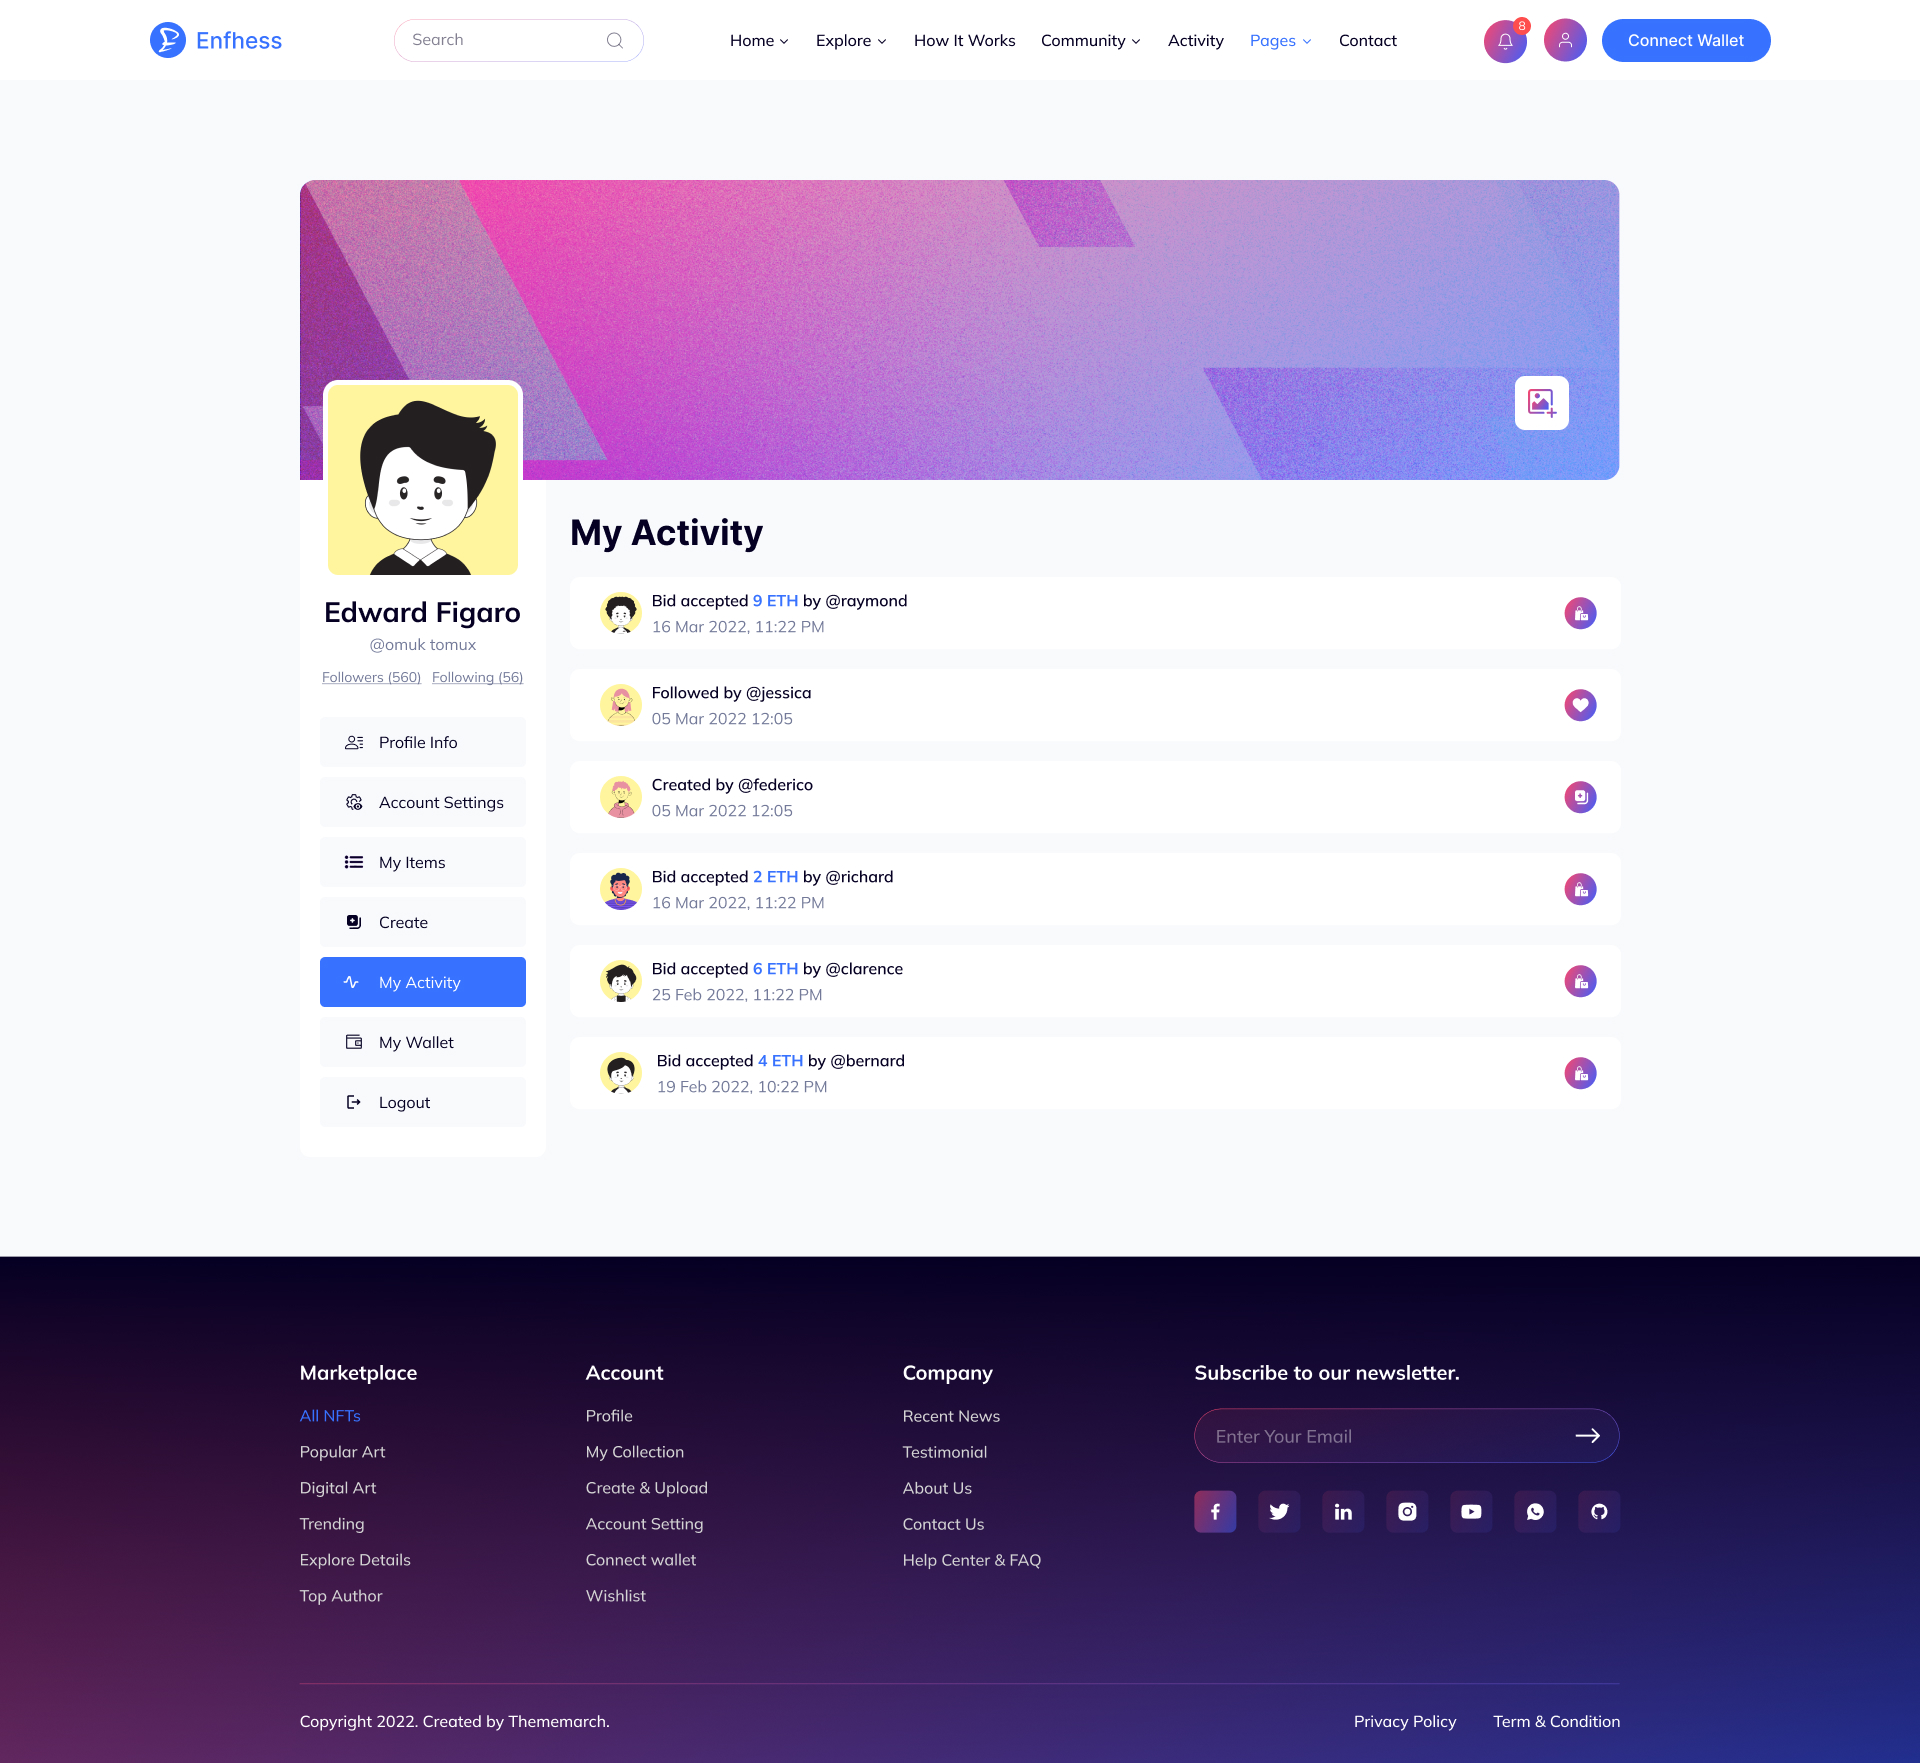 Enfhess
Search
Home
Explore
How It Works
Community
Activity
Pages
Contact
8
Connect Wallet
Edward Figaro
@omuk tomux
Followers (560) Following (56)
Profile Info
Account Settings
My Items
Create
My Activity
My Wallet
Logout
My Activity
Bid accepted 9 ETH by @raymond
16 Mar 2022, 11:22 PM
Followed by @jessica
05 Mar 2022 12:05
Created by @federico
05 Mar 2022 12:05
Bid accepted 2 ETH by @richard
16 Mar 2022, 11:22 PM
Bid accepted 6 ETH by @clarence
25 Feb 2022, 11:22 PM
Bid accepted 4 ETH by @bernard
19 Feb 2022, 10:22 PM
Marketplace
All NFTs
Popular Art
Digital Art
Trending
Explore Details
Top Author
Account
Profile
My Collection
Create & Upload
Account Setting
Connect wallet
Wishlist
Company
Recent News
Testimonial
About Us
Contact Us
Help Center & FAQ
Subscribe to our newsletter.
Enter Your Email
Copyright 2022. Created by Thememarch.
Privacy Policy
Term & Condition